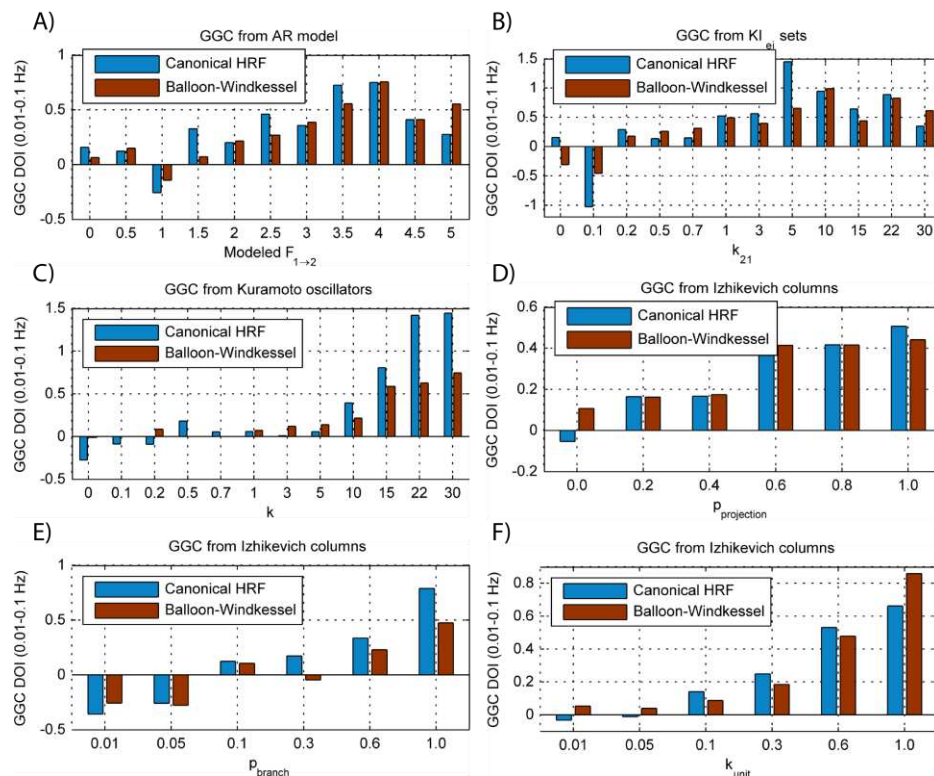 A)
GGC from AR model
Canonical HRF
Balloon-Windkessel
GGC DOI (0.01-0.1 Hz)
1
0.5
0
-0.5
0 0.5 1 1.5 2 2.5 3 3.5 4 4.5 5
Modeled F1→2
B)
GGC from KIei sets
Canonical HRF
Balloon-Windkessel
GGC DOI (0.01-0.1 Hz)
1.5
1
0.5
0
-0.5
-1
0 0.1 0.2 0.5 0.7 1 3 5 10 15 22 30
k21
C)
GGC from Kuramoto oscillators
Canonical HRF
Balloon-Windkessel
GGC DOI (0.01-0.1 Hz)
1.5
1
0.5
0
-0.5
0 0.1 0.2 0.5 0.7 1 3 5 10 15 22 30
k
D)
GGC from Izhikevich columns
Canonical HRF
Balloon-Windkessel
GGC DOI (0.01-0.1 Hz)
0.6
0.4
0.2
0
-0.2
0.0 0.2 0.4 0.6 0.8 1.0
pprojection
E)
GGC from Izhikevich columns
Canonical HRF
Balloon-Windkessel
GGC DOI (0.01-0.1 Hz)
1
0.5
0
-0.5
0.01 0.05 0.1 0.3 0.6 1.0
pbranch
F)
GGC from Izhikevich columns
Canonical HRF
Balloon-Windkessel
GGC DOI (0.01-0.1 Hz)
0.8
0.6
0.4
0.2
0
0.01 0.05 0.1 0.3 0.6 1.0
kunit